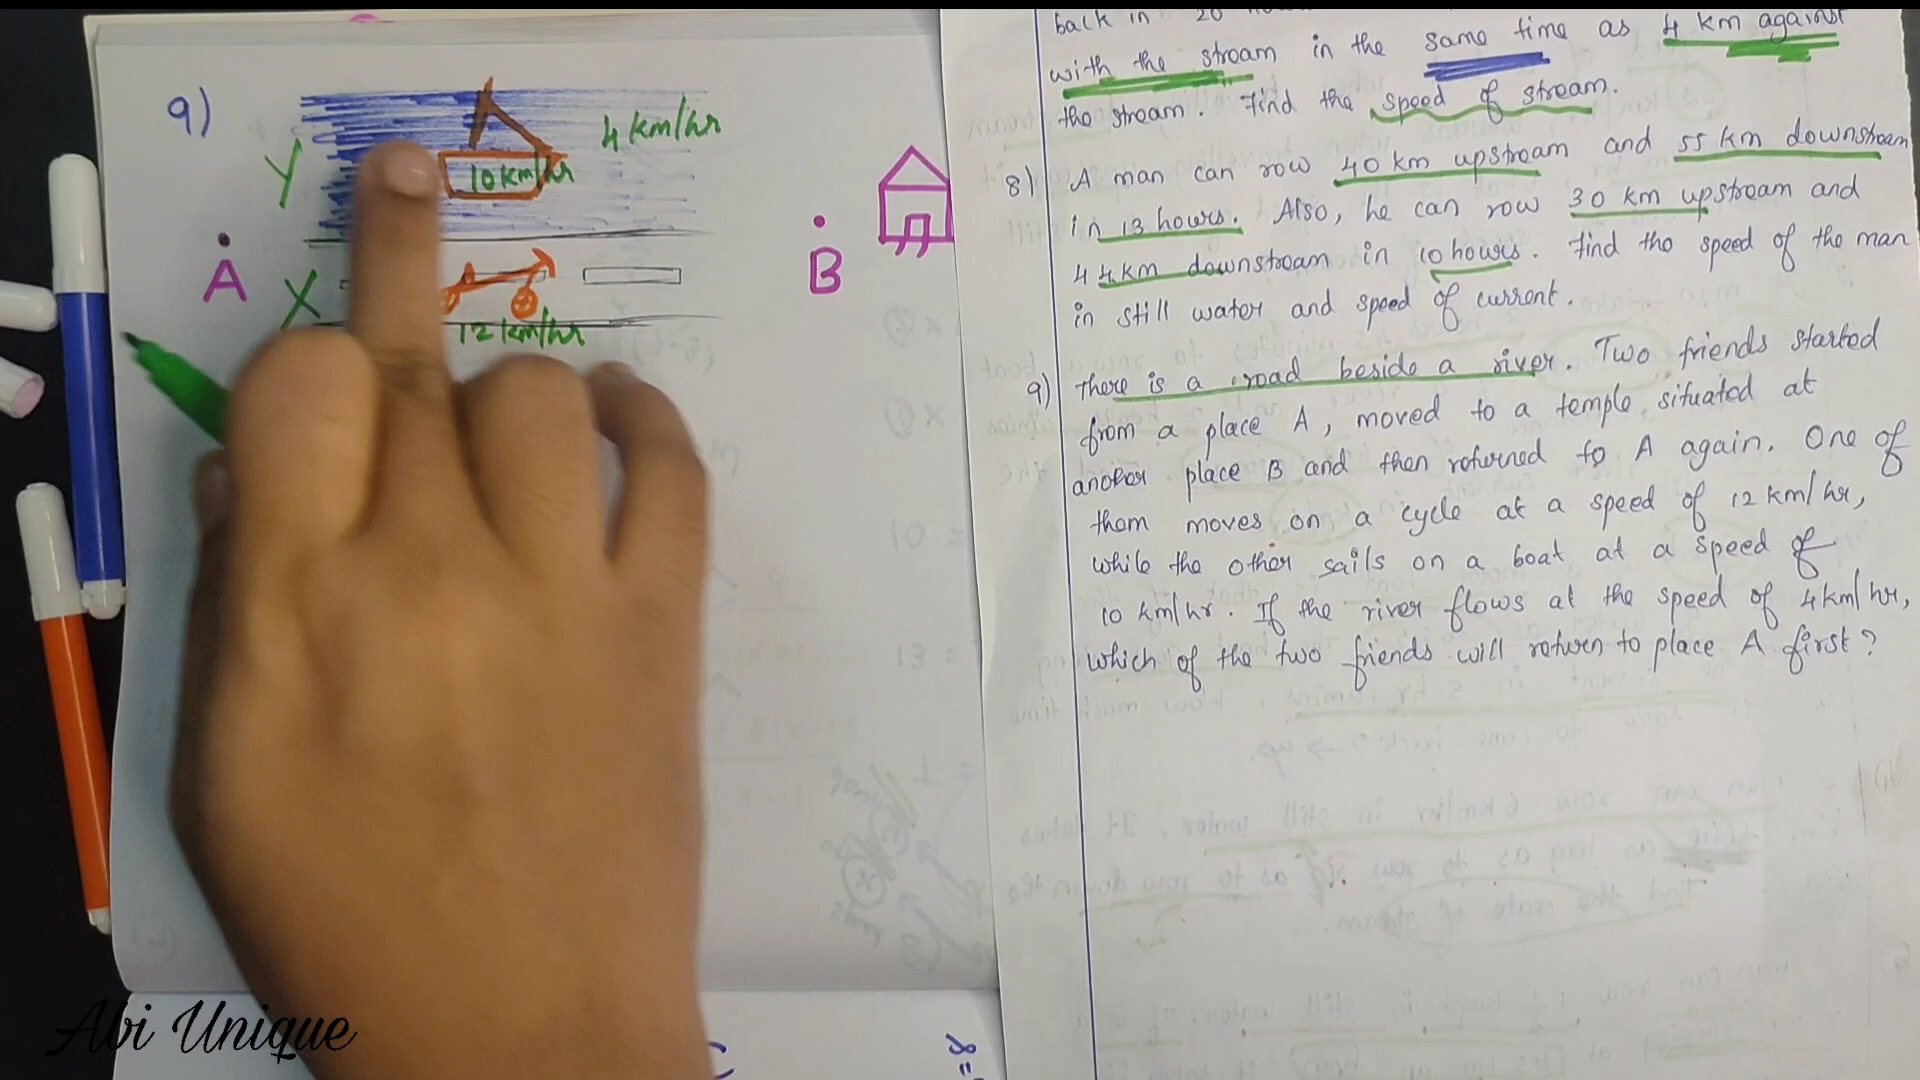 9)
4 km/hr
Y
10 km/hr
A
B
X
12 km/hr
back in 20
with the stream in the same time as 4 km against
the stream. Find the speed of stream.
8) A man can row 40 km upstream and 55 km downstream
in 13 hours. Also, he can row 30 km upstream and
44km downstream in 10 hours. Find the speed of the man
in still water and speed of current.
9) There is a road beside a river. Two friends started
from a place A, moved to a temple situated at
another place B and then returned to A again. One of
them moves on a cycle at a speed of 12 km/hr,
while the other sails on a boat at a speed of
10 km/hr. If the river flows at the speed of 4 km/hr,
which of the two friends will return to place A first?
Abi Unique